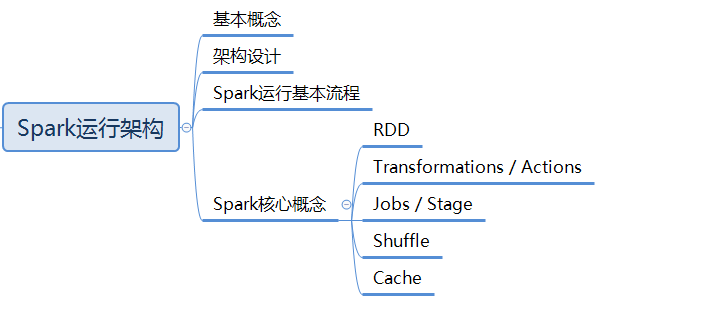 Spark运行架构
基本概念
架构设计
Spark运行基本流程
Spark核心概念
RDD
Transformations / Actions
Jobs / Stage
Shuffle
Cache